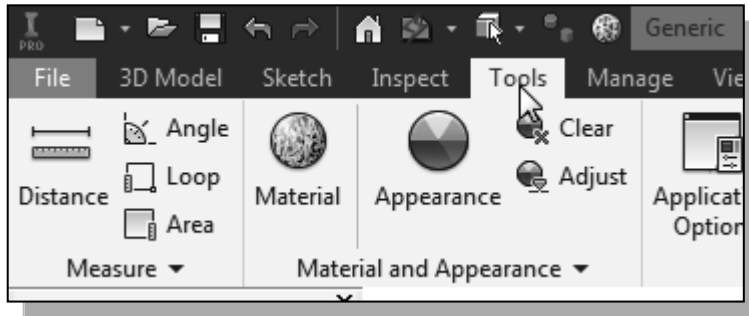 I
PRO
Generic
File 3D Model Sketch Inspect Tools Manage Vie
Angle Clear
Loop Adjust
Distance Material Appearance Applicat
Area Option
Measure Material and Appearance